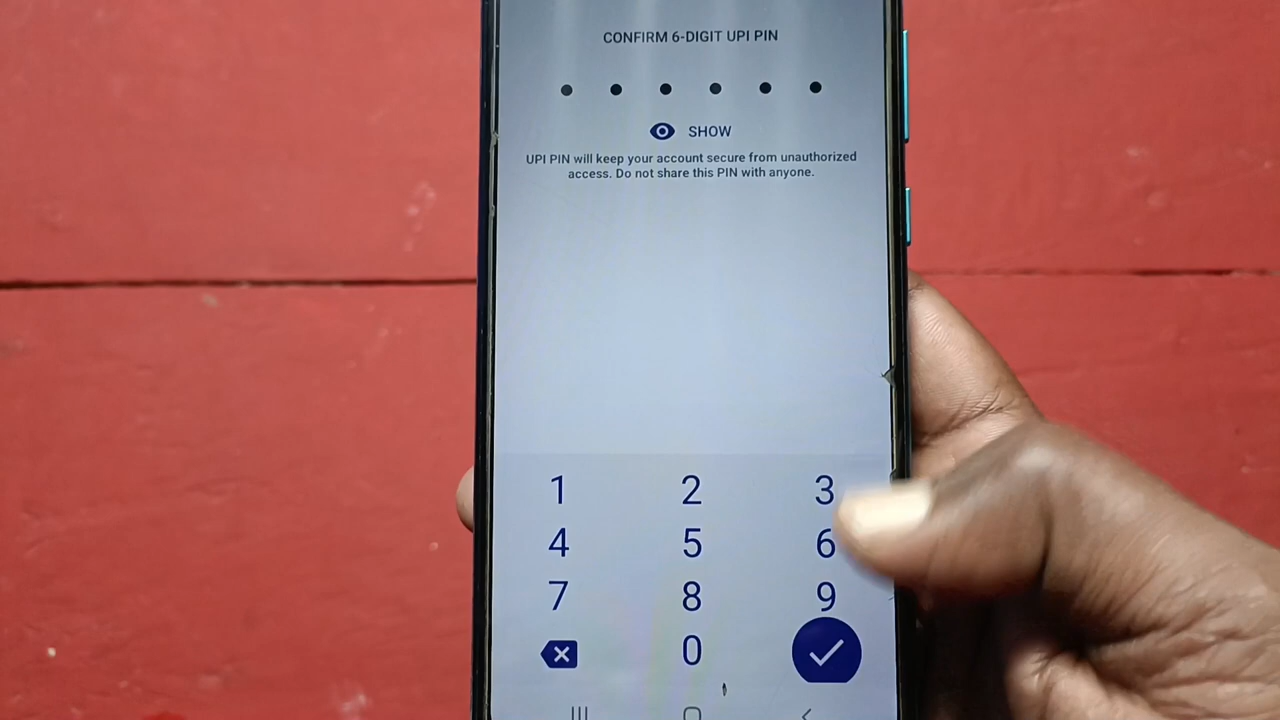 CONFIRM 6-DIGIT UPI PIN
SHOW
UPI PIN will keep your account secure from unauthorized
access. Do not share this PIN with anyone.
1 2 3
4 5 6
7 8 9
0